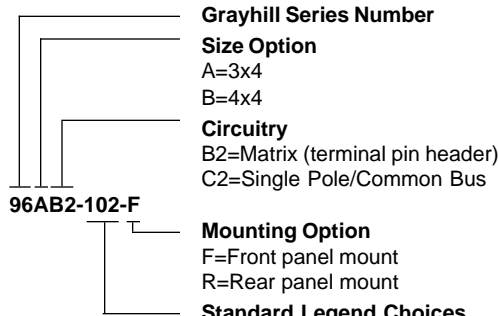 Grayhill Series Number
Size Option
A=3x4
B=4x4
Circuitry
B2=Matrix (terminal pin header)
C2=Single Pole/Common Bus
96AB2-102-F
Mounting Option
F=Front panel mount
R=Rear panel mount
Standard Legend Choices